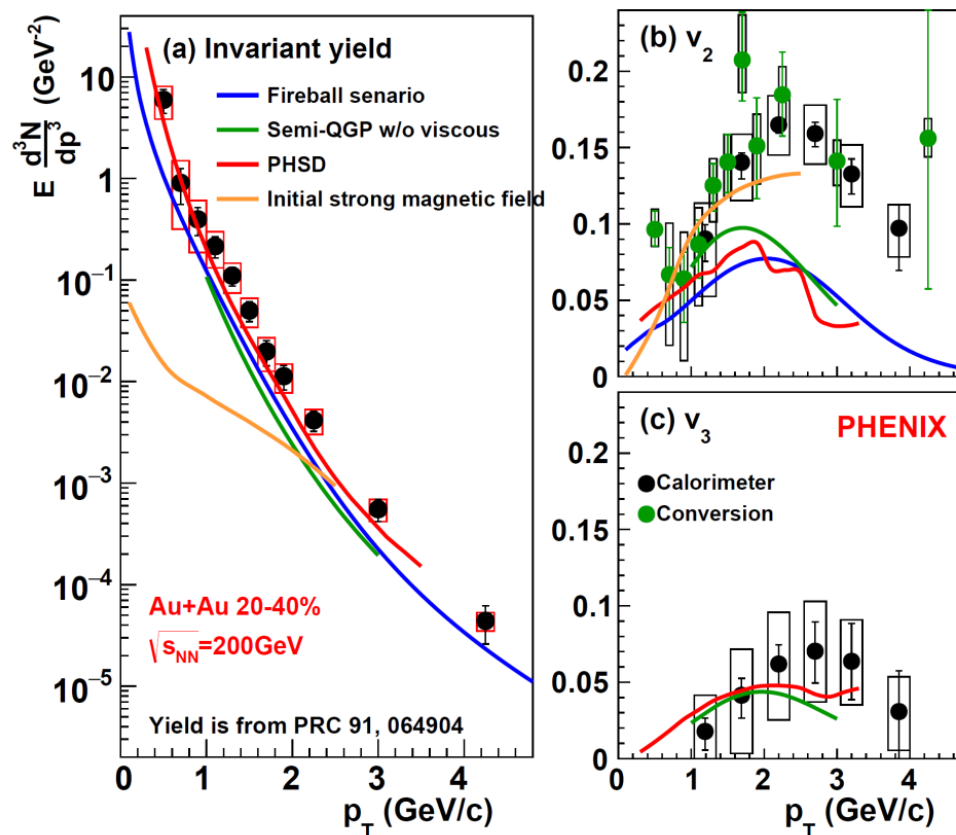 (a) Invariant yield
E d³N/dp³ (GeV⁻²)
Fireball senario
Semi-QGP w/o viscous
PHSD
Initial strong magnetic field
10
1
10⁻¹
10⁻²
10⁻³
10⁻⁴
10⁻⁵
Au+Au 20-40%
√sNN=200GeV
Yield is from PRC 91, 064904
0 1 2 3 4
pT (GeV/c)
(b) v₂
0.2
0.15
0.1
0.05
0
(c) v₃
PHENIX
Calorimeter
Conversion
0.2
0.15
0.1
0.05
0
0 1 2 3 4
pT (GeV/c)